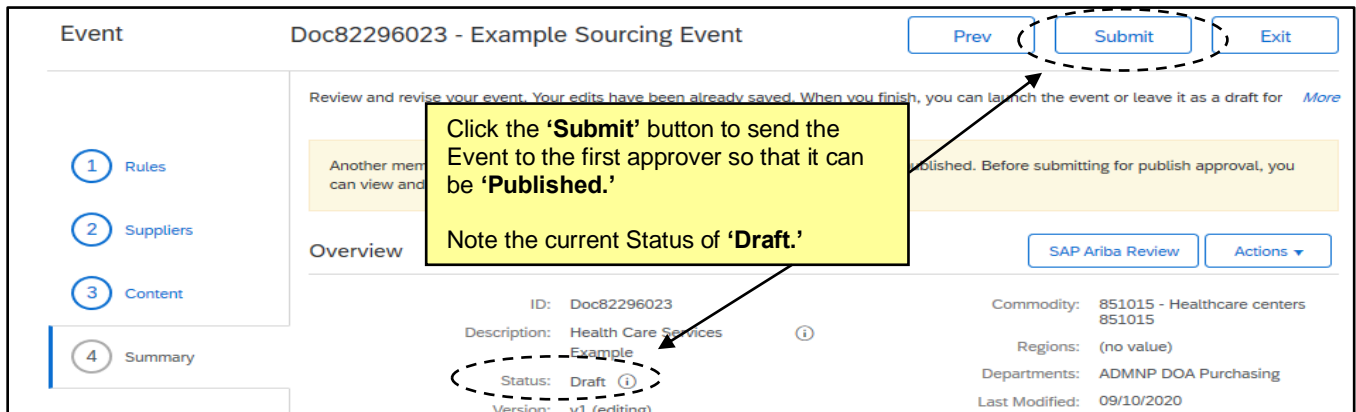 Event
Doc82296023 - Example Sourcing Event
Prev
Submit
Exit
Review and revise your event. Your edits have been already saved. When you finish, you can launch the event or leave it as a draft for More
Click the ‘Submit’ button to send the
Event to the first approver so that it can
be ‘Published.’
Note the current Status of ‘Draft.’
Another mem
published. Before submitting for publish approval, you
can view and
1 Rules
2 Suppliers
3 Content
4 Summary
Overview
SAP Ariba Review
Actions
ID: Doc82296023
Description: Health Care Services
Example
Status: Draft
Version: v1 (editing)
Commodity: 851015 - Healthcare centers
851015
Regions: (no value)
Departments: ADMNP DOA Purchasing
Last Modified: 09/10/2020